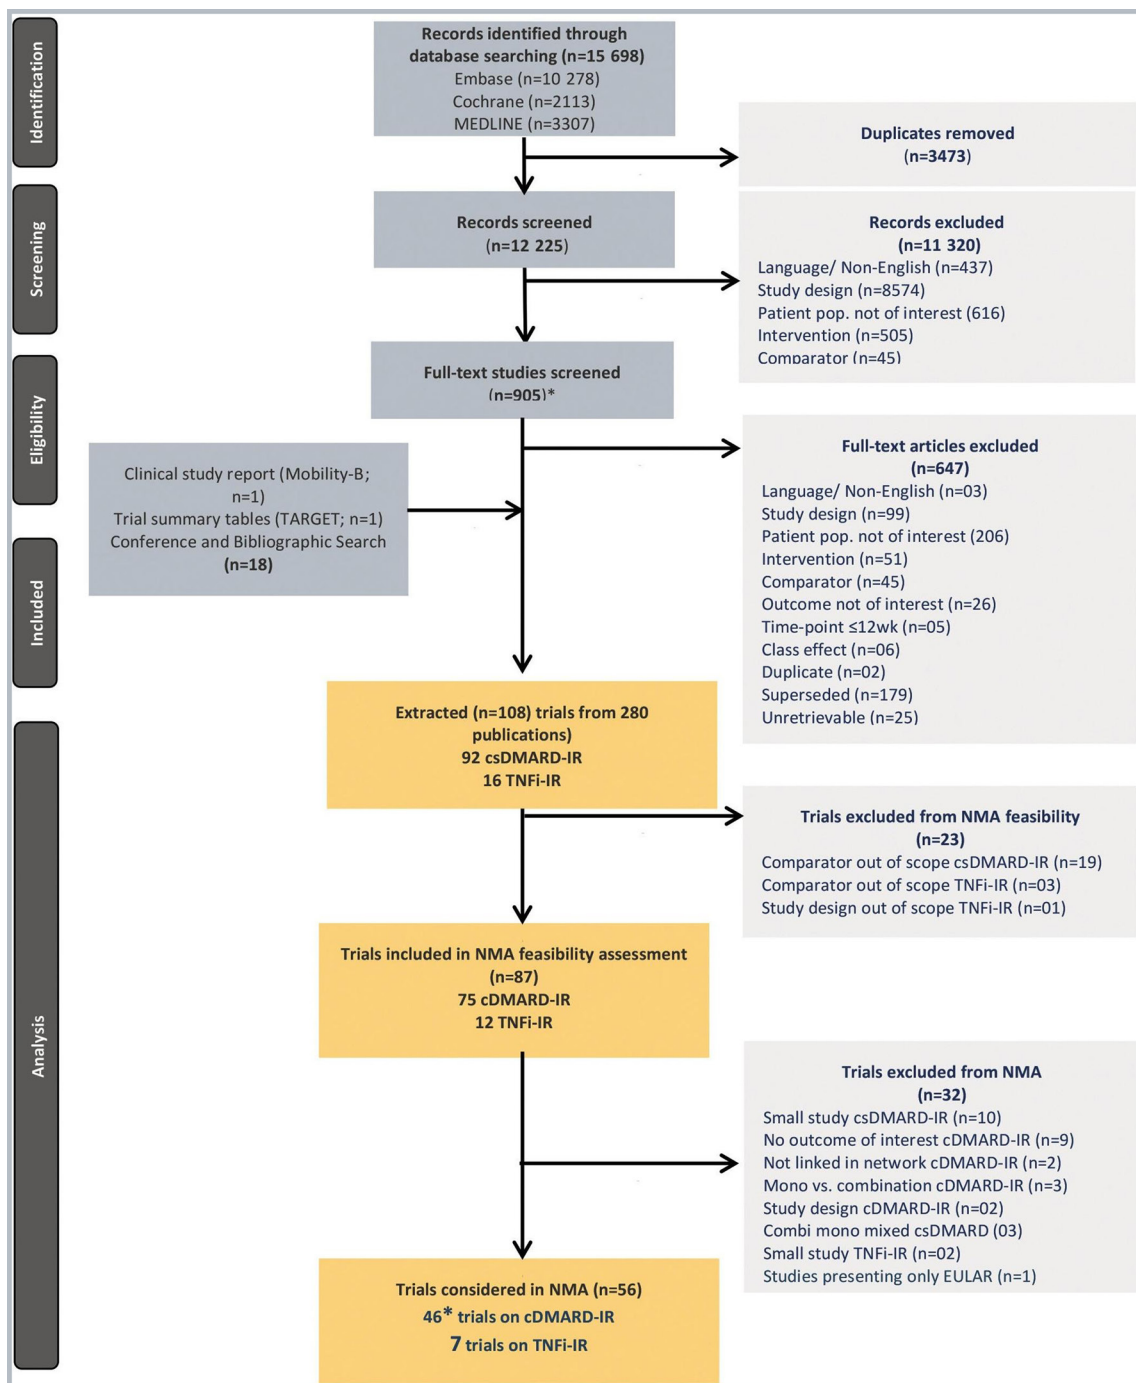 Identification
Records identified through
database searching (n=15 698)
Embase (n=10 278)
Cochrane (n=2113)
MEDLINE (n=3307)
Duplicates removed
(n=3473)
Screening
Records screened
(n=12 225)
Records excluded
(n=11 320)
Language/ Non-English (n=437)
Study design (n=8574)
Patient pop. not of interest (616)
Intervention (n=505)
Comparator (n=45)
Eligibility
Full-text studies screened
(n=905)*
Full-text articles excluded
(n=647)
Language/ Non-English (n=03)
Study design (n=99)
Patient pop. not of interest (206)
Intervention (n=51)
Comparator (n=45)
Outcome not of interest (n=26)
Time-point ≤12wk (n=05)
Class effect (n=06)
Duplicate (n=02)
Superseded (n=179)
Unretrievable (n=25)
Clinical study report (Mobility-B;
n=1)
Trial summary tables (TARGET; n=1)
Conference and Bibliographic Search
(n=18)
Included
Extracted (n=108) trials from 280
publications)
92 csDMARD-IR
16 TNFi-IR
Trials excluded from NMA feasibility
(n=23)
Comparator out of scope csDMARD-IR (n=19)
Comparator out of scope TNFi-IR (n=03)
Study design out of scope TNFi-IR (n=01)
Analysis
Trials included in NMA feasibility assessment
(n=87)
75 cDMARD-IR
12 TNFi-IR
Trials excluded from NMA
(n=32)
Small study csDMARD-IR (n=10)
No outcome of interest cDMARD-IR (n=9)
Not linked in network cDMARD-IR (n=2)
Mono vs. combination cDMARD-IR (n=3)
Study design cDMARD-IR (n=02)
Combi mono mixed csDMARD (03)
Small study TNFi-IR (n=02)
Studies presenting only EULAR (n=1)
Trials considered in NMA (n=56)
46* trials on cDMARD-IR
7 trials on TNFi-IR